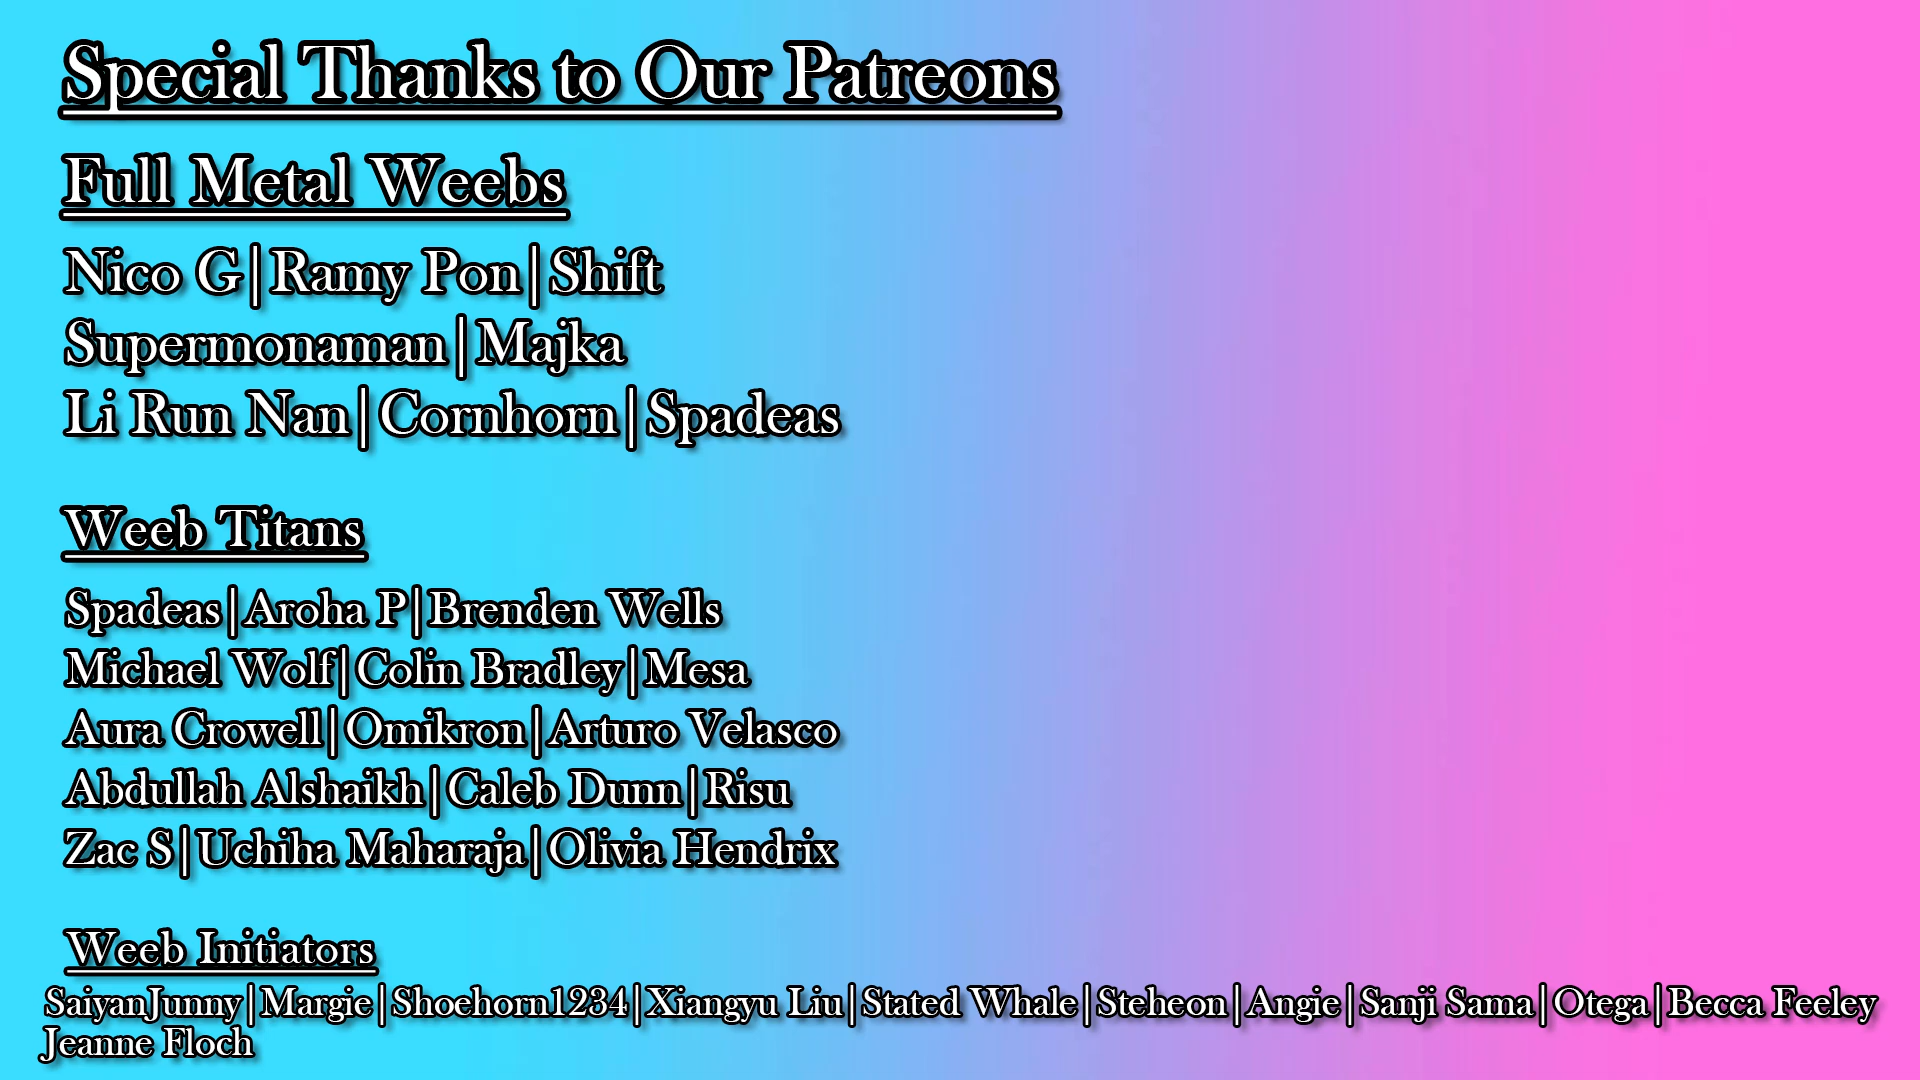 Special Thanks to Our Patreons
Full Metal Weebs
Nico G|Ramy Pon|Shift
Supermonaman|Majka
Li Run Nan|Cornhorn|Spadeas
Weeb Titans
Spadeas|Aroha P|Brenden Wells
Michael Wolf|Colin Bradley|Mesa
Aura Crowell|Omikron|Arturo Velasco
Abdullah Alshaikh|Caleb Dunn|Risu
Zac S|Uchiha Maharaja|Olivia Hendrix
Weeb Initiators
SaiyanJunny|Margie|Shoehorn1234|Xiangyu Liu|Stated Whale|Steheon|Angie|Sanji Sama|Otega|Becca Feeley
Jeanne Floch